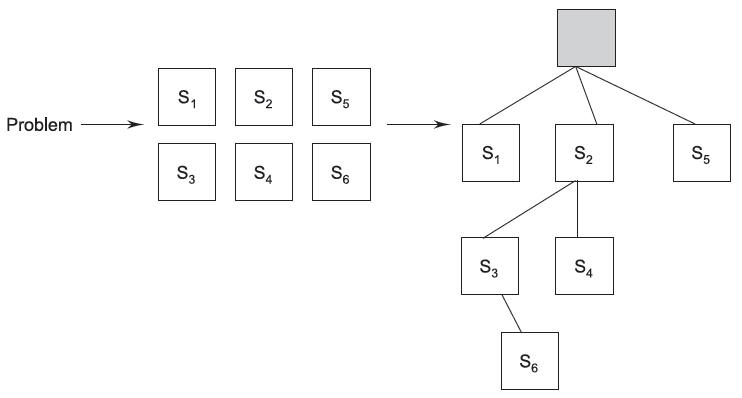 Problem
S₁ S₂ S₅
S₃ S₄ S₆
S₁ S₂ S₅
S₃ S₄
S₆